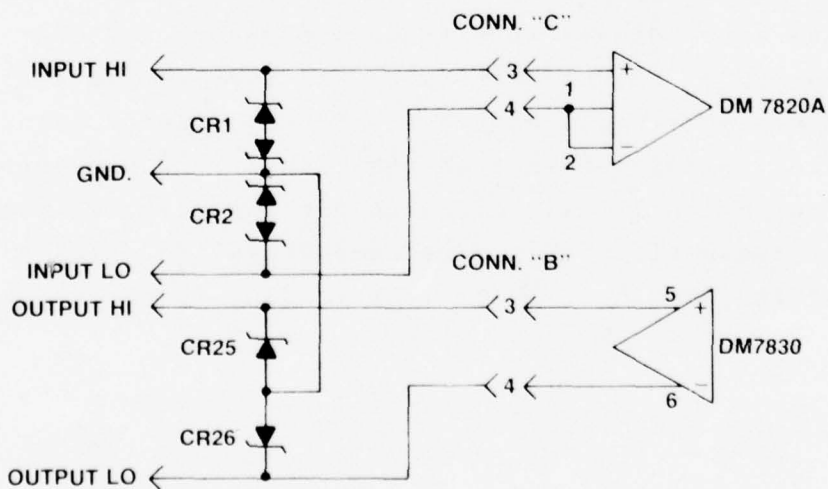 CONN. "C"
INPUT HI
3
+
CR1
4
1
DM 7820A
2
−
GND.
CR2
INPUT LO
CONN. "B"
OUTPUT HI
3
5
+
CR25
DM7830
4
−
6
CR26
OUTPUT LO